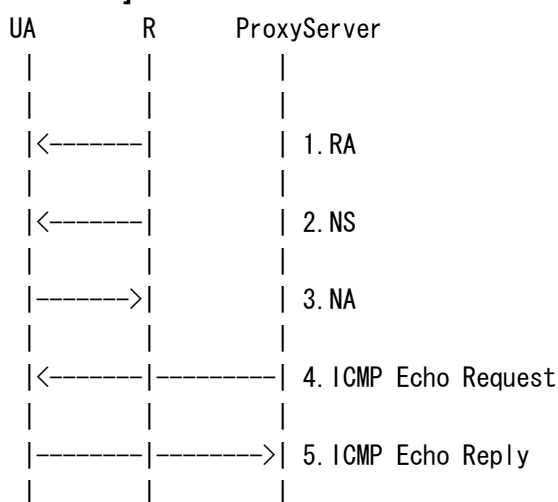 UA R ProxyServer
| | |
| | |
|<-------| | 1.RA
| | |
|<-------| | 2.NS
| | |
|------->| | 3.NA
| | |
|<-------|---------| 4.ICMP Echo Request
| | |
|--------|-------->| 5.ICMP Echo Reply
| | |